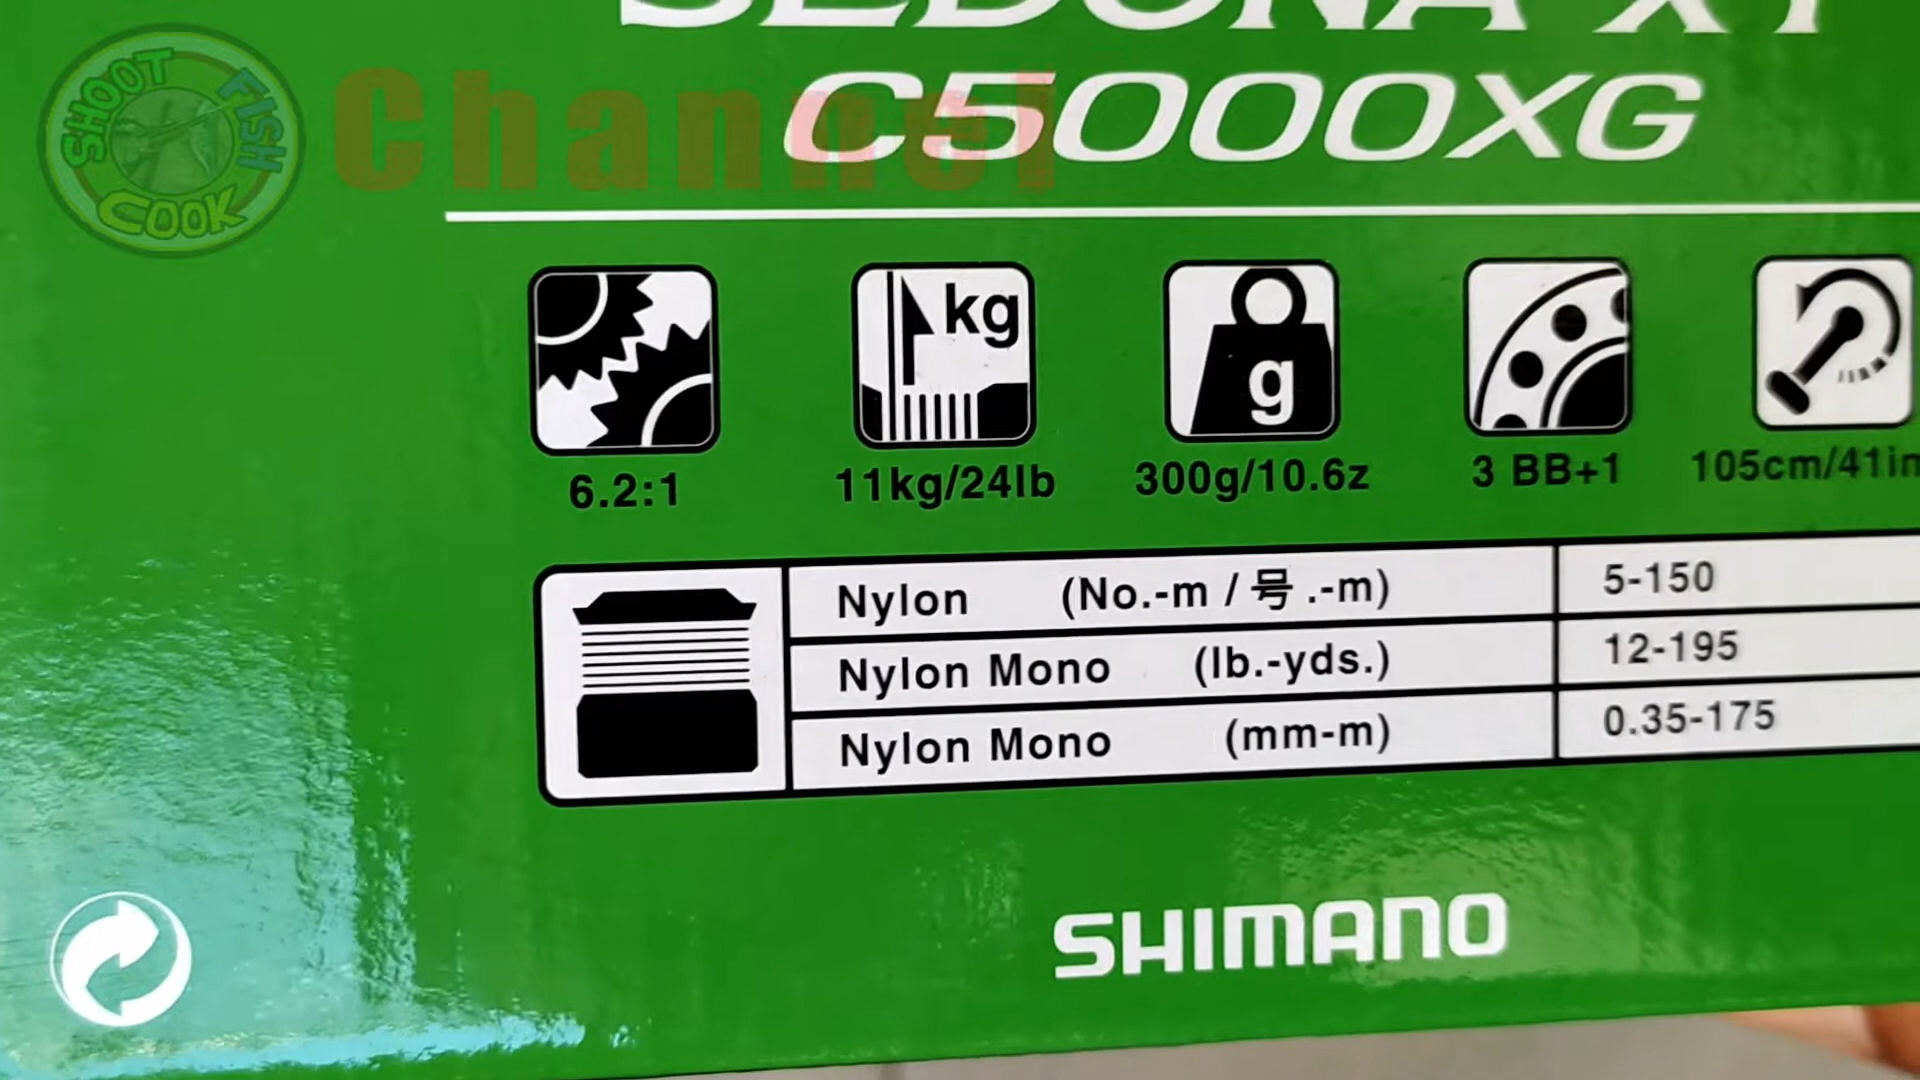 SEDONA XT
C5000XG
SHOOT FISH COOK
Channel
kg
g
6.2:1
11kg/24lb
300g/10.6z
3 BB+1
105cm/41in
Nylon (No.-m / 号 .-m) 5-150
Nylon Mono (lb.-yds.) 12-195
Nylon Mono (mm-m) 0.35-175
SHIMANO